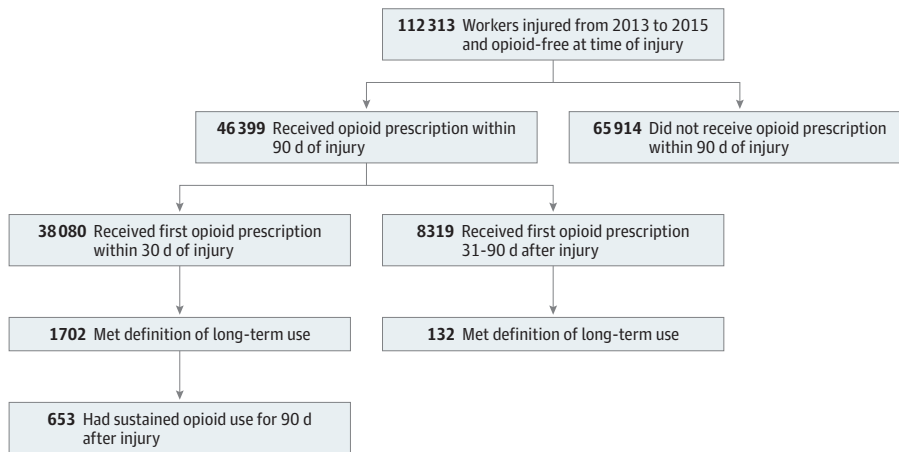 112 313 Workers injured from 2013 to 2015
and opioid-free at time of injury
46 399 Received opioid prescription within
90 d of injury
65 914 Did not receive opioid prescription
within 90 d of injury
38 080 Received first opioid prescription
within 30 d of injury
8319 Received first opioid prescription
31-90 d after injury
1702 Met definition of long-term use
132 Met definition of long-term use
653 Had sustained opioid use for 90 d
after injury